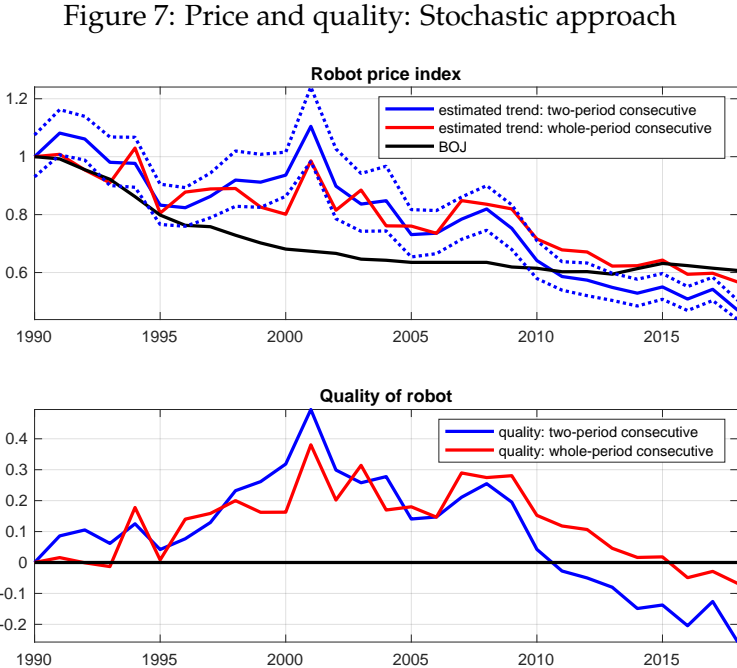 Figure 7: Price and quality: Stochastic approach
Robot price index
1.2
1
0.8
0.6
estimated trend: two-period consecutive
estimated trend: whole-period consecutive
BOJ
1990 1995 2000 2005 2010 2015
Quality of robot
0.4
0.3
0.2
0.1
0
-0.1
-0.2
quality: two-period consecutive
quality: whole-period consecutive
1990 1995 2000 2005 2010 2015